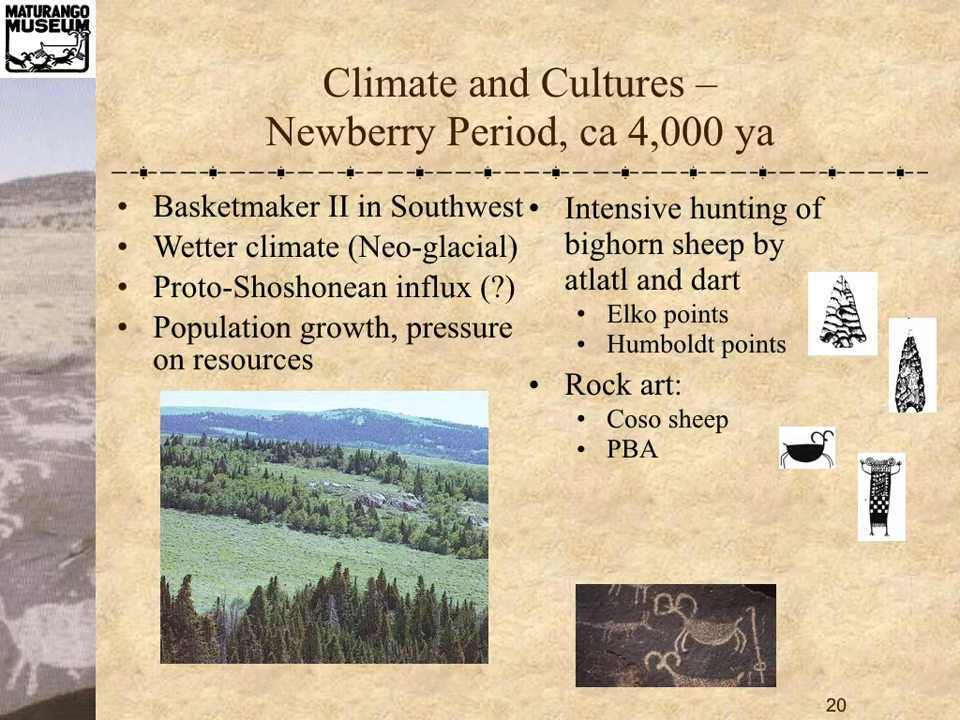 MATURANGO
MUSEUM
Climate and Cultures –
Newberry Period, ca 4,000 ya
• Basketmaker II in Southwest
• Wetter climate (Neo-glacial)
• Proto-Shoshonean influx (?)
• Population growth, pressure
on resources
• Intensive hunting of
bighorn sheep by
atlatl and dart
• Elko points
• Humboldt points
• Rock art:
• Coso sheep
• PBA
20